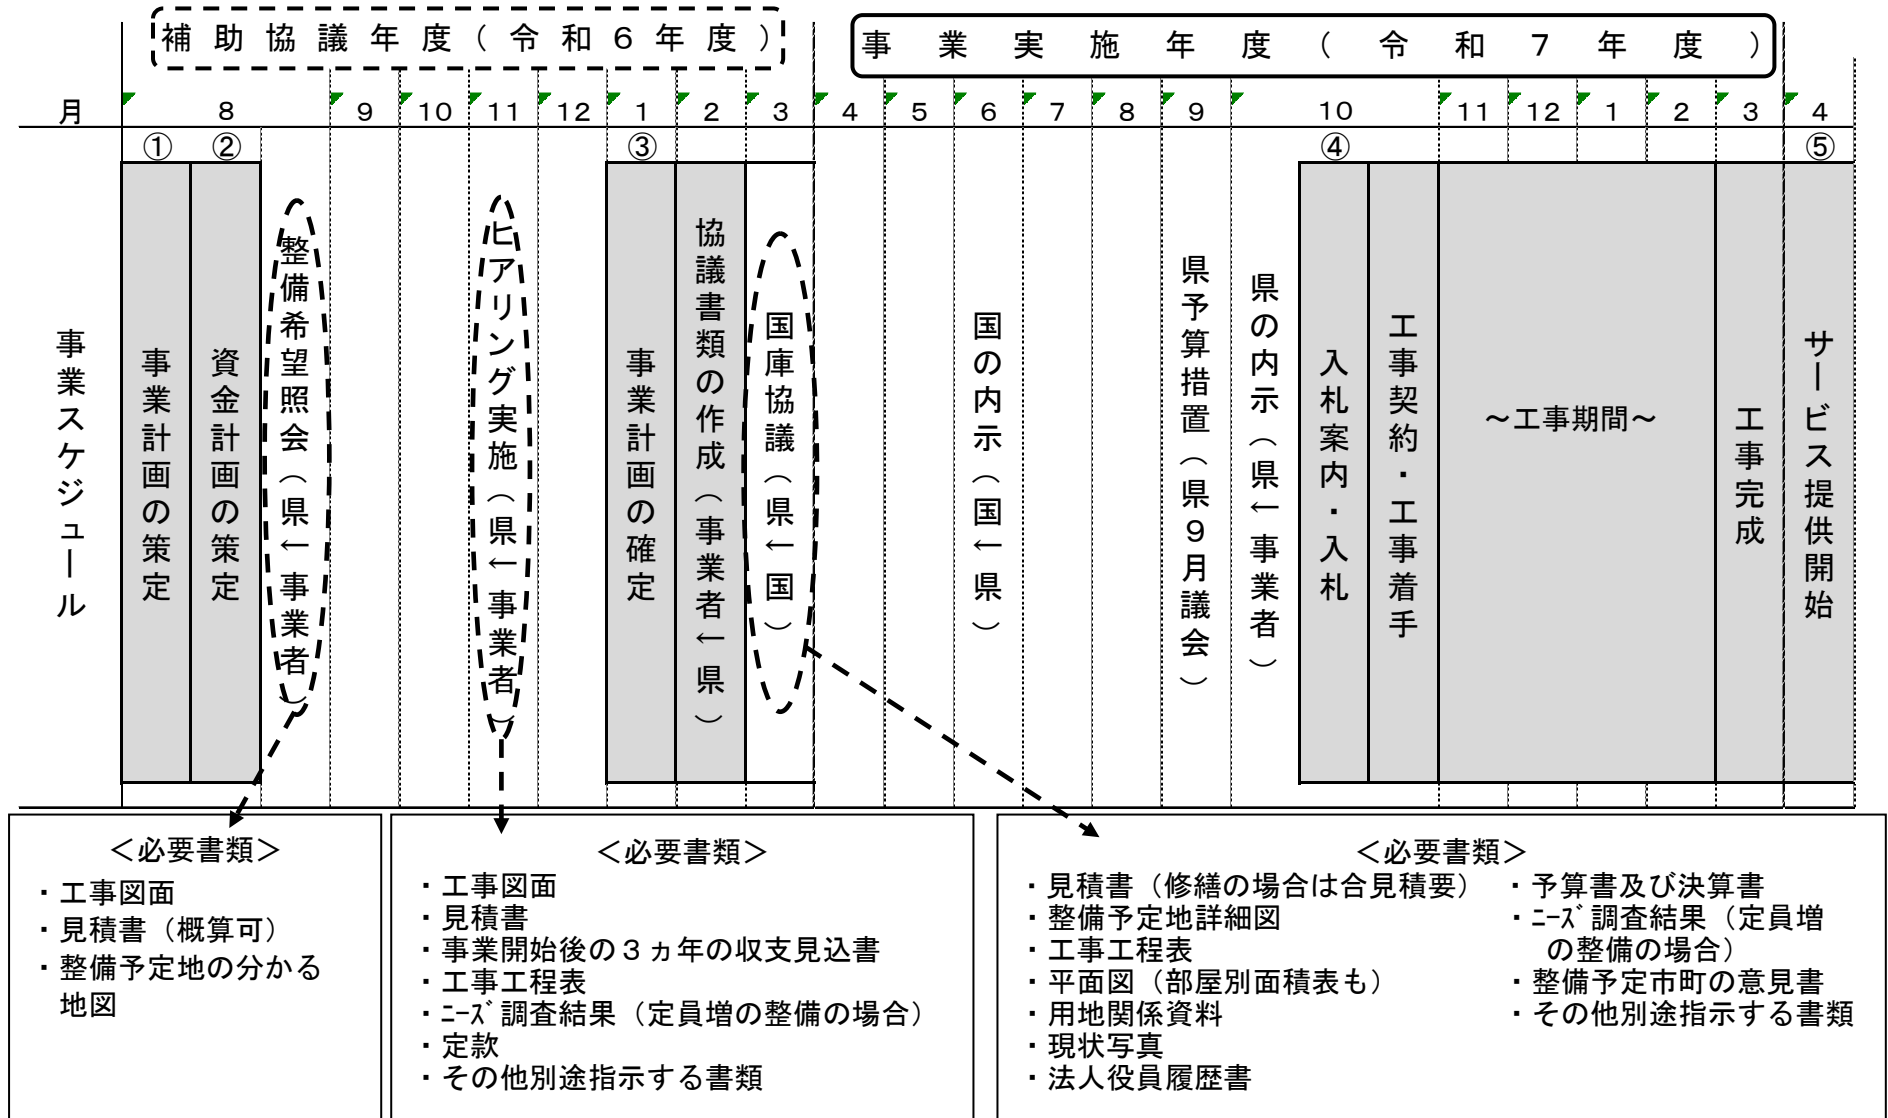 補助協議年度(令和6年度)
事業実施年度(令和7年度)
月
8
9
10
11
12
1
2
3
4
5
6
7
8
9
10
11
12
1
2
3
4
①
②
③
④
⑤
事業スケジュール
事業計画の策定
資金計画の策定
整備希望照会(県←事業者)
ヒアリング実施(県←事業者)
事業計画の確定
協議書類の作成(事業者←県)
国庫協議(県←国)
国の内示(国←県)
県予算措置(県9月議会)
県の内示(県←事業者)
入札案内・入札
工事契約・工事着手
~工事期間~
工事完成
サービス提供開始
<必要書類>
・工事図面
・見積書(概算可)
・整備予定地の分かる
地図
<必要書類>
・工事図面
・見積書
・事業開始後の3ヵ年の収支見込書
・工事工程表
・ニーズ調査結果(定員増の整備の場合)
・定款
・その他別途指示する書類
<必要書類>
・見積書(修繕の場合は合見積要)
・整備予定地詳細図
・工事工程表
・平面図(部屋別面積表も)
・用地関係資料
・現状写真
・法人役員履歴書
・予算書及び決算書
・ニーズ調査結果(定員増
の整備の場合)
・整備予定市町の意見書
・その他別途指示する書類